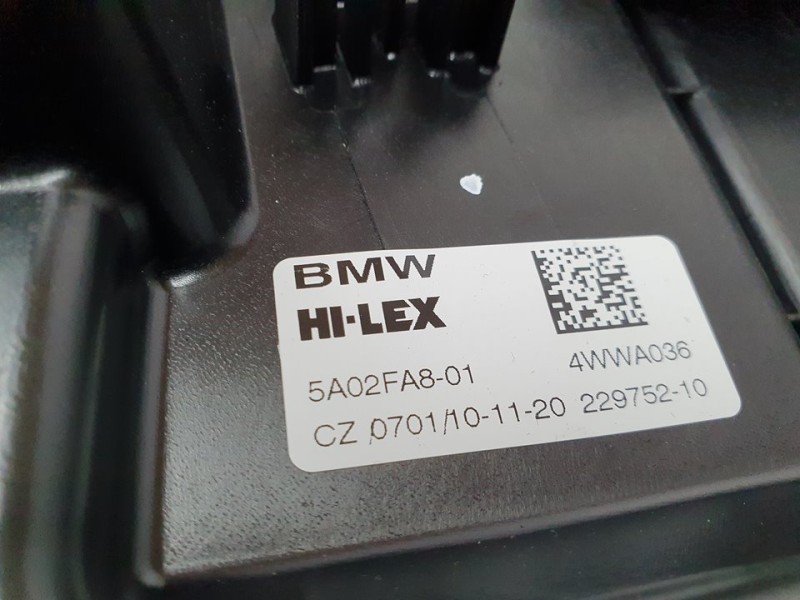 BMW
HI-LEX
5A02FA8-01 4WWA036
CZ 0701/10-11-20 229752-10